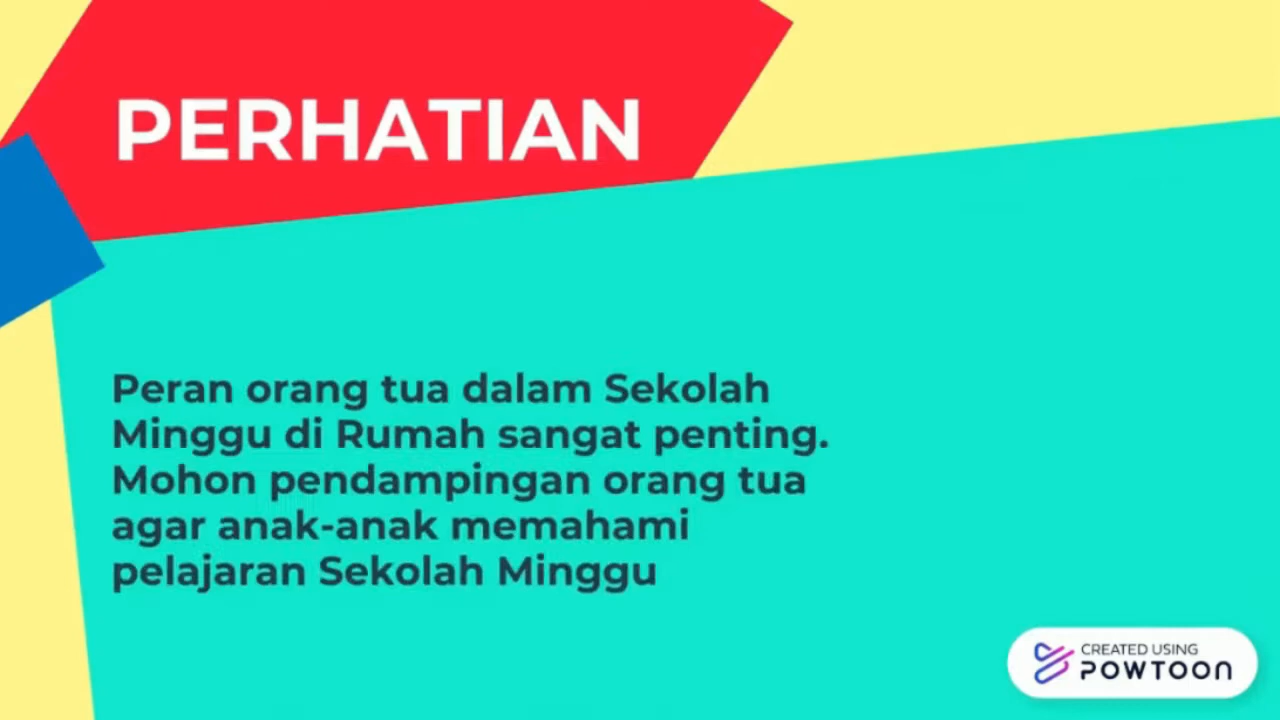 PERHATIAN
Peran orang tua dalam Sekolah
Minggu di Rumah sangat penting.
Mohon pendampingan orang tua
agar anak-anak memahami
pelajaran Sekolah Minggu
CREATED USING
POWTOON